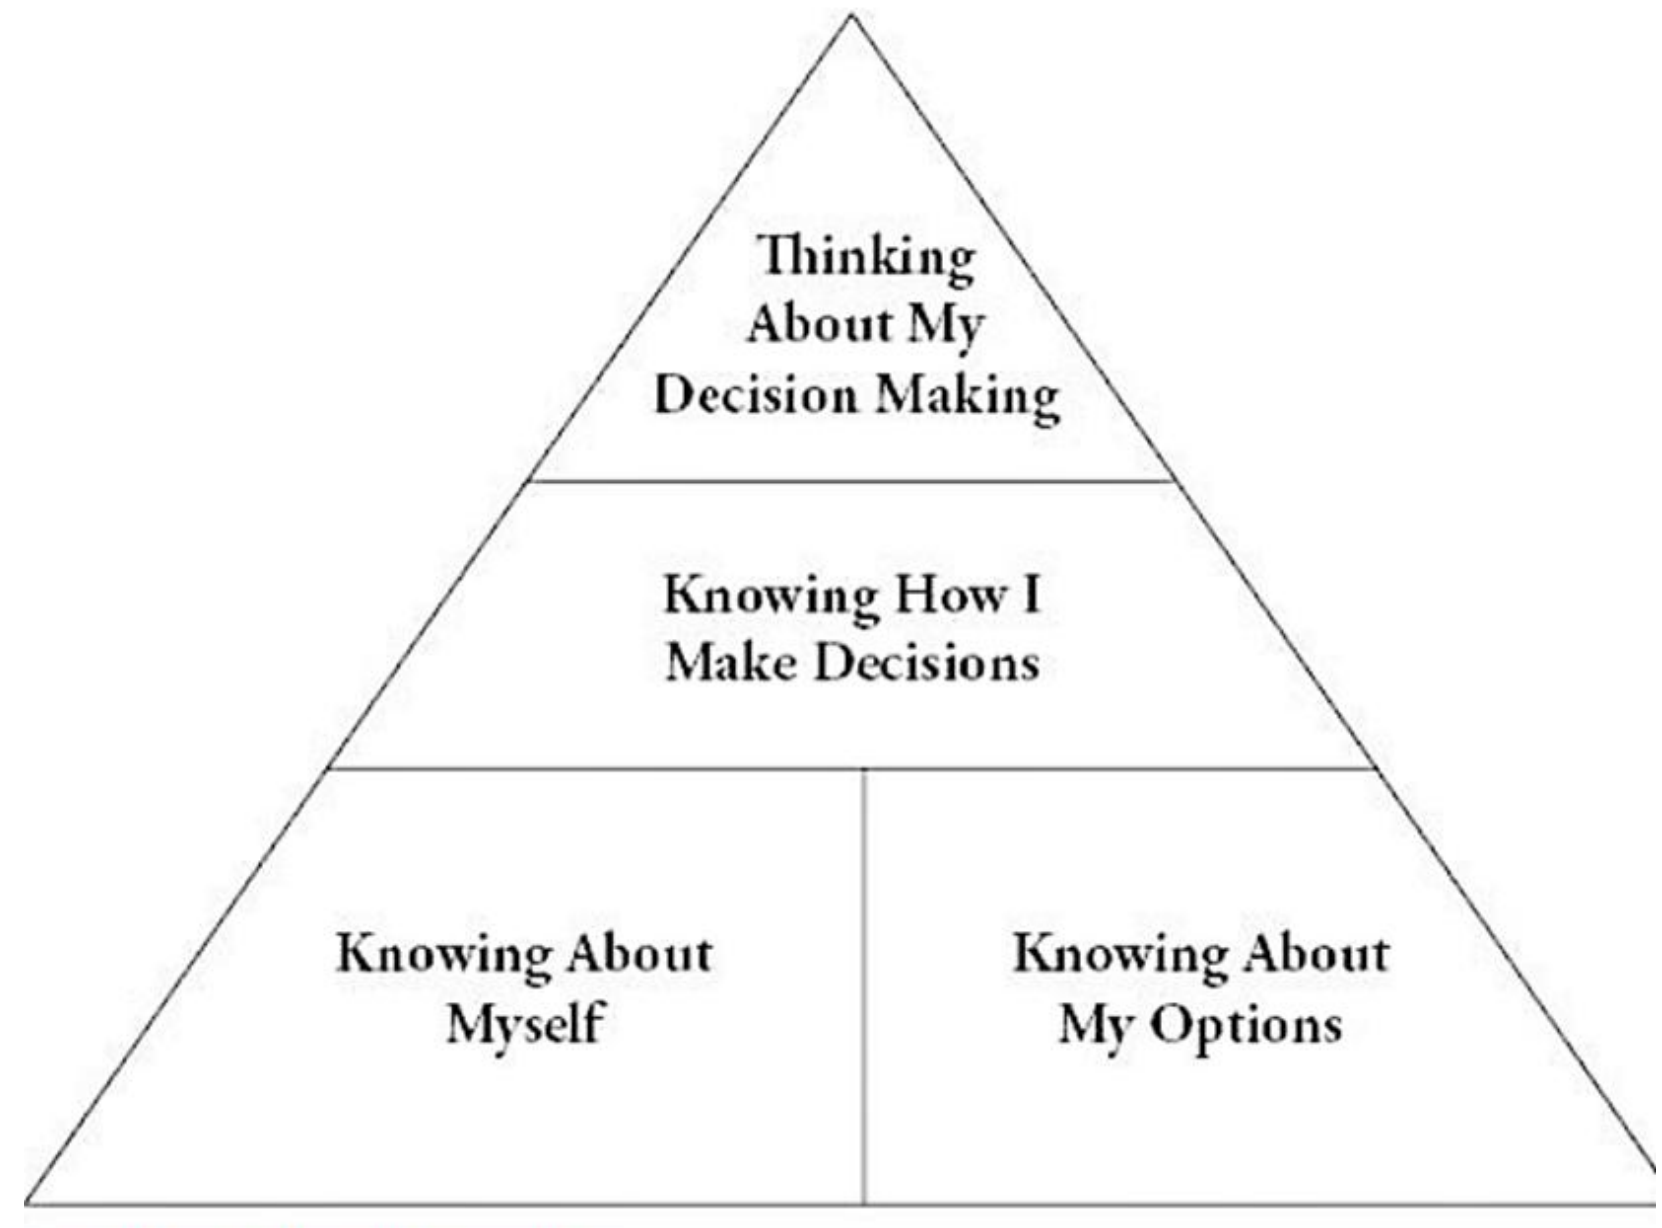 Thinking
About My
Decision Making
Knowing How I
Make Decisions
Knowing About
Myself
Knowing About
My Options